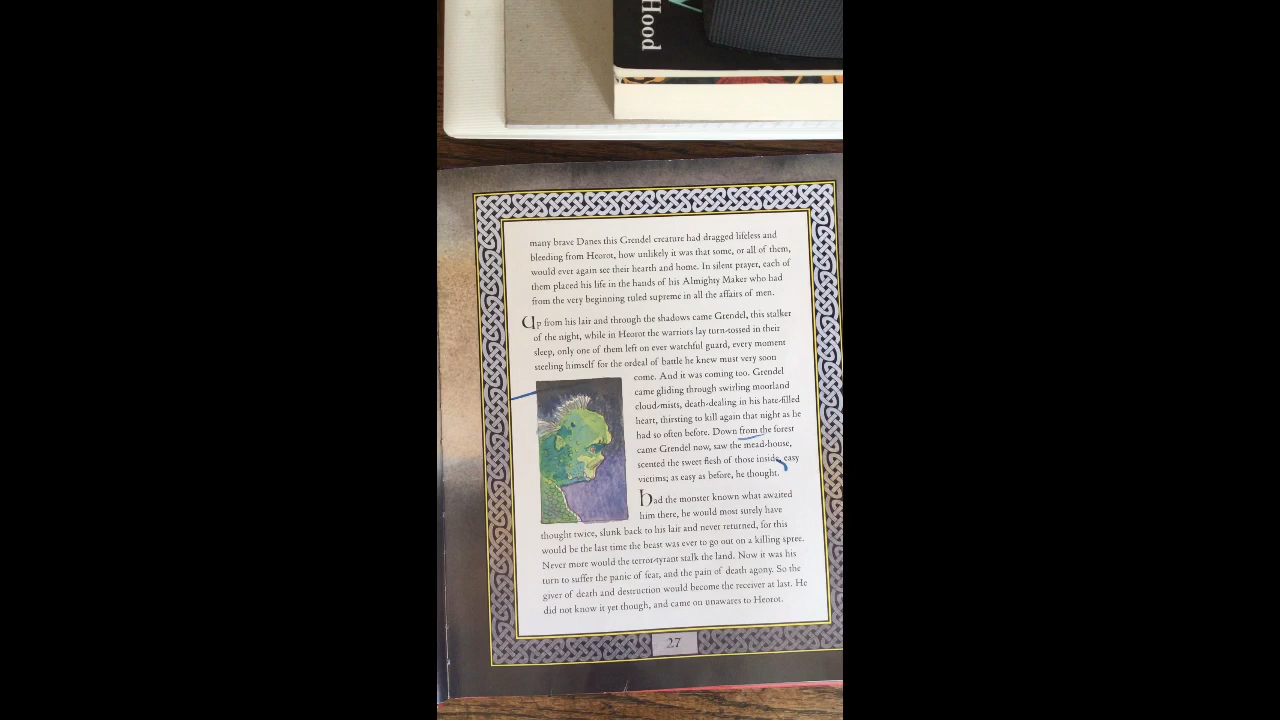 Hood
many brave Danes this Grendel creature had dragged lifeless and
bleeding from Heorot, how unlikely it was that some, or all of them,
would ever again see their hearth and home. In silent prayer, each of
them placed his life in the hands of his Almighty Maker who had
from the very beginning ruled supreme in all the affairs of men.
Up from his lair and through the shadows came Grendel, this stalker
of the night, while in Heorot the warriors lay turn-tossed in their
sleep, only one of them left on ever watchful guard, every moment
steeling himself for the ordeal of battle he knew must very soon
come. And it was coming too. Grendel
came gliding through swirling moorland
cloud-mists, death-dealing in his hate-filled
heart, thirsting to kill again that night as he
had so often before. Down from the forest
came Grendel now, saw the mead-house,
scented the sweet flesh of those inside, easy
victims; as easy as before, he thought.
had the monster known what awaited
him there, he would most surely have
thought twice, slunk back to his lair and never returned, for this
would be the last time the beast was ever to go out on a killing spree.
Never more would the terror-tyrant stalk the land. Now it was his
turn to suffer the panic of fear, and the pain of death agony. So the
giver of death and destruction would become the receiver at last. He
did not know it yet though, and came on unawares to Heorot.
27